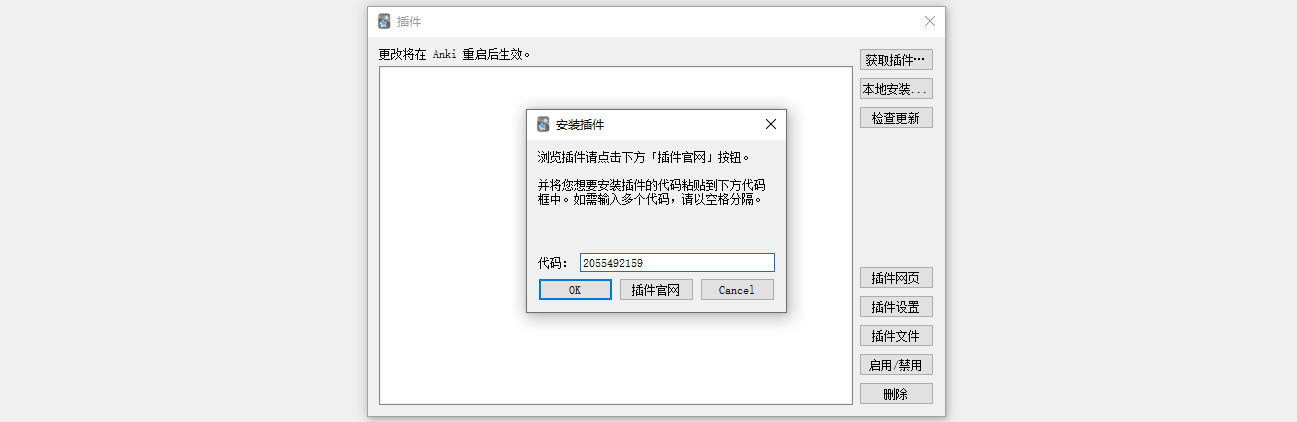 插件
更改将在 Anki 重启后生效。
获取插件…
本地安装...
检查更新
安装插件
浏览插件请点击下方「插件官网」按钮。
并将您想要安装插件的代码粘贴到下方代码
框中。如需输入多个代码，请以空格分隔。
代码： 2055492159
OK 插件官网 Cancel
插件网页
插件设置
插件文件
启用/禁用
删除